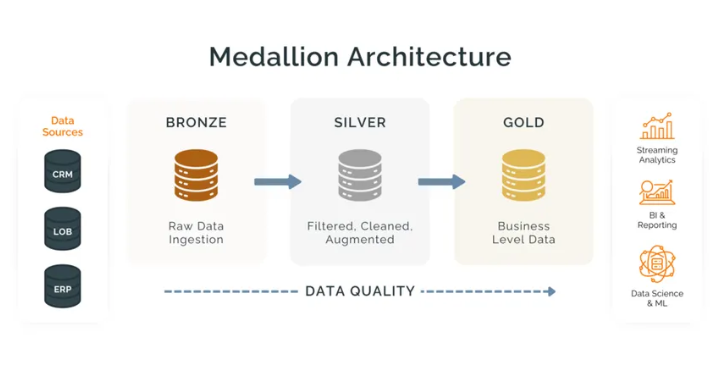 Medallion Architecture
Data
Sources
CRM
LOB
ERP
BRONZE
Raw Data
Ingestion
SILVER
Filtered, Cleaned,
Augmented
GOLD
Business
Level Data
DATA QUALITY
Streaming
Analytics
BI &
Reporting
Data Science
& ML